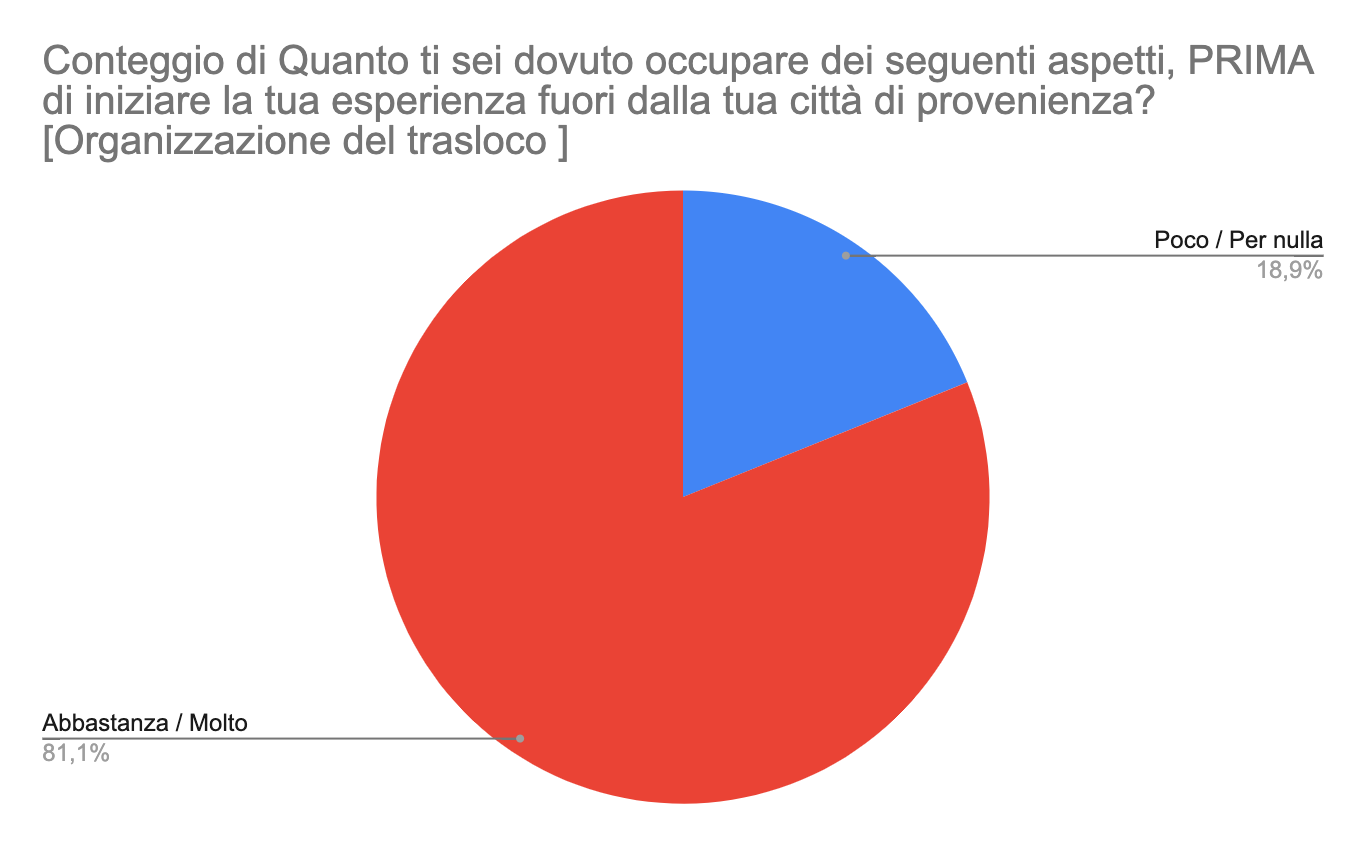 Conteggio di Quanto ti sei dovuto occupare dei seguenti aspetti, PRIMA
di iniziare la tua esperienza fuori dalla tua città di provenienza?
[Organizzazione del trasloco ]
Poco / Per nulla
18,9%
Abbastanza / Molto
81,1%